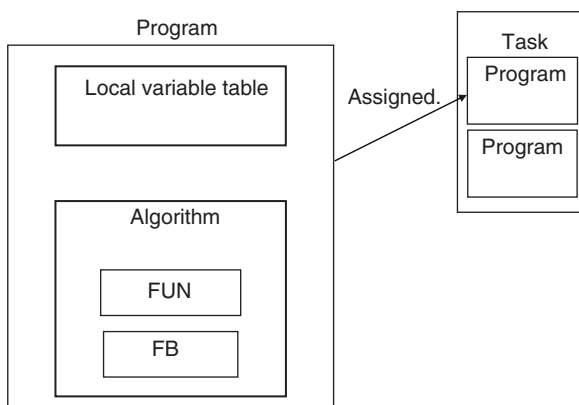 Program
Local variable table
Algorithm
FUN
FB
Assigned.
Task
Program
Program